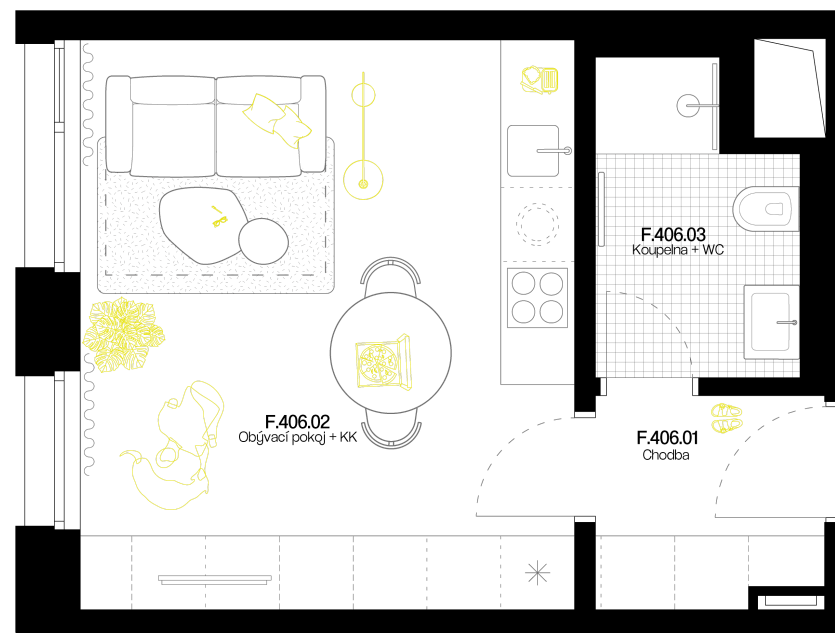 F.406.03
Koupelna + WC
F.406.02
Obývací pokoj + KK
F.406.01
Chodba